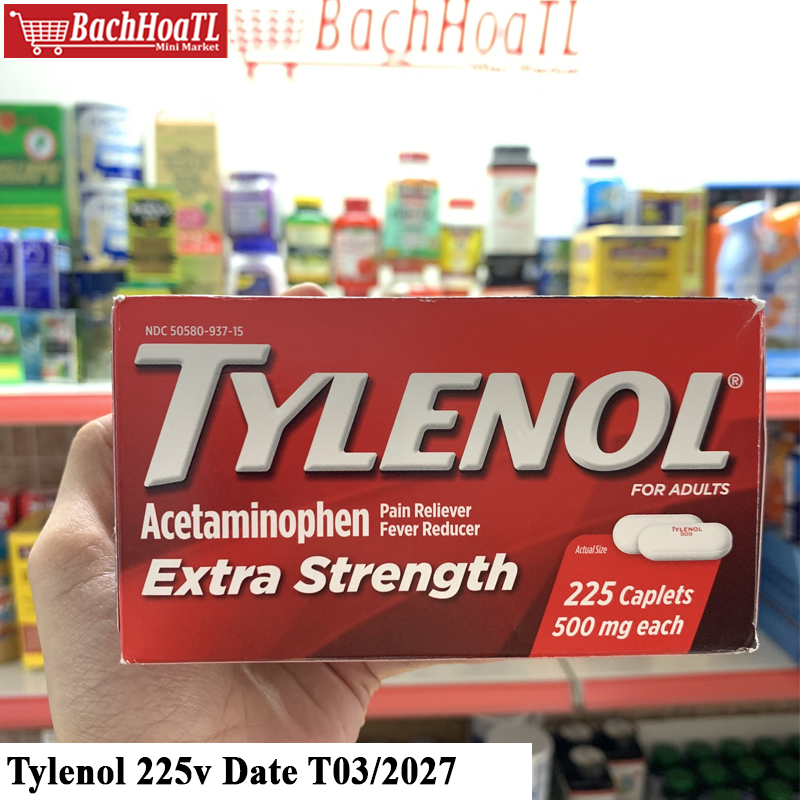 BachHoaTL
Mini Market
BachHoaTL
NDC 50580-937-15
TYLENOL®
FOR ADULTS
Acetaminophen
Pain Reliever
Fever Reducer
TYLENOL
500
Actual Size
Extra Strength
225 Caplets
500 mg each
Tylenol 225v Date T03/2027